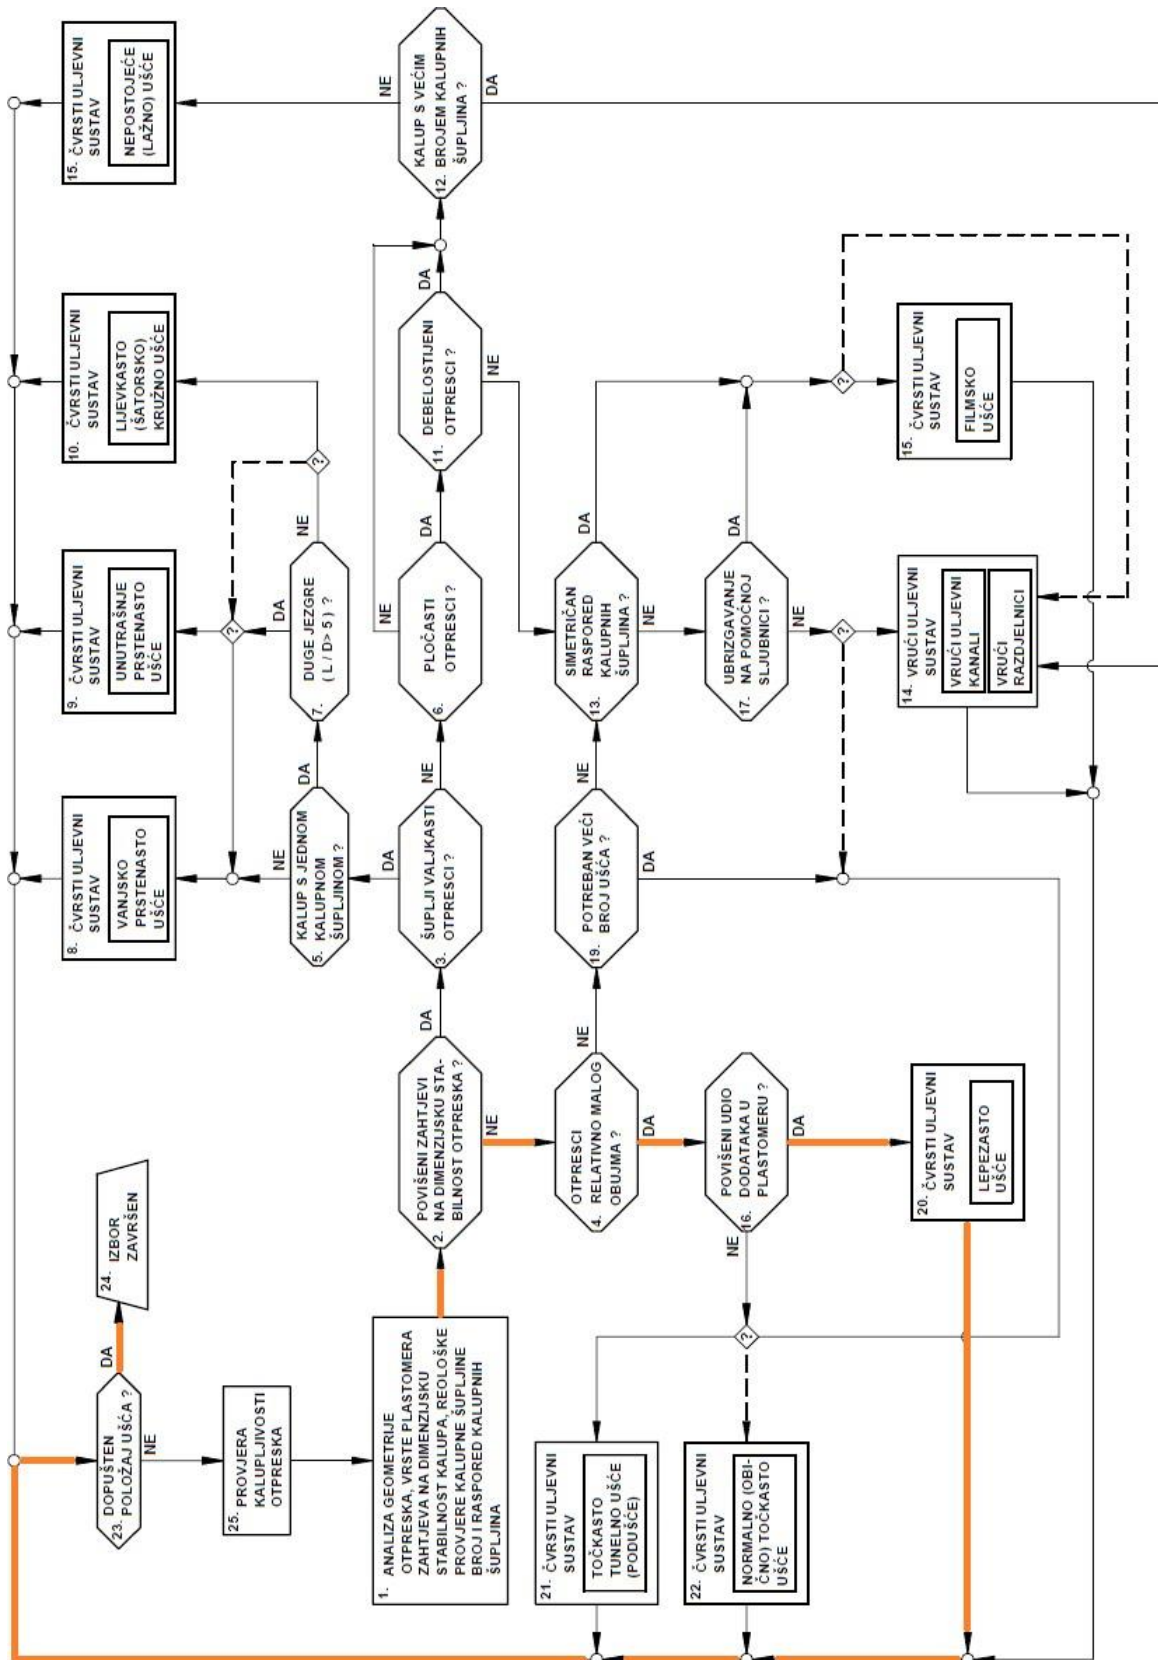 15. ČVRSTI ULJEVNI
SUSTAV
NEPOSTOJEĆE
(LAŽNO) UŠĆE
NE
KALUP S VEĆIM
12. BROJEM KALUPNIH
ŠUPLJINA ?
DA
10. ČVRSTI ULJEVNI
SUSTAV
LIJEVKASTO
(ŠATORSKO)
KRUŽNO UŠĆE
DA
DEBELOSTIJENI
11. OTPRESCI ?
NE
15. ČVRSTI ULJEVNI
SUSTAV
FILMSKO
UŠĆE
?
?
9. ČVRSTI ULJEVNI
SUSTAV
UNUTRAŠNJE
PRSTENASTO
UŠĆE
?
DA
NE
DUGE JEZGRE
7. ( L / D> 5 ) ?
NE
DA
PLOČASTI
6. OTPRESCI ?
DA
SIMETRIČAN
RASPORED
13. KALUPNIH
ŠUPLJINA ?
NE
DA
UBRIZGAVANJE
17. NA POMOĆNOJ
SLJUBNICI ?
NE
?
14. VRUĆI ULJEVNI
SUSTAV
VRUĆI ULJEVNI
KANALI
VRUĆI
RAZDJELNICI
8. ČVRSTI ULJEVNI
SUSTAV
VANJSKO
PRSTENASTO
UŠĆE
NE
DA
KALUP S JEDNOM
5. KALUPNOM
ŠUPLJINOM ?
DA
NE
ŠUPLJI VALJKASTI
3. OTPRESCI ?
NE
POTREBAN VEĆI
19. BROJ UŠĆA ?
DA
DA
POVIŠENI ZAHTJEVI
2. NA DIMENZIJSKU STA-
BILNOST OTPRESKA ?
NE
NE
OTPRESCI
4. RELATIVNO MALOG
OBUJMA ?
DA
POVIŠENI UDIO
16. DODATAKA U
PLASTOMERU ?
DA
NE
20. ČVRSTI ULJEVNI
SUSTAV
LEPEZASTO
UŠĆE
24. IZBOR
ZAVRŠEN
DA
DOPUŠTEN
23. POLOŽAJ UŠĆA ?
NE
PROVJERA
25. KALUPLJIVOSTI
OTPRESKA
1. ANALIZA GEOMETRIJE
OTPRESKA, VRSTE PLASTOMERA
ZAHTJEVA NA DIMENZIJSKU
STABILNOST KALUPA, REOLOŠKE
PROVJERE KALUPNE ŠUPLJINE
BROJ I RASPORED KALUPNIH
ŠUPLJINA
?
21. ČVRSTI ULJEVNI
SUSTAV
TOČKASTO
TUNELNO UŠĆE
(PODUŠĆE)
22. ČVRSTI ULJEVNI
SUSTAV
NORMALNO (OBI-
ČNO) TOČKASTO
UŠĆE